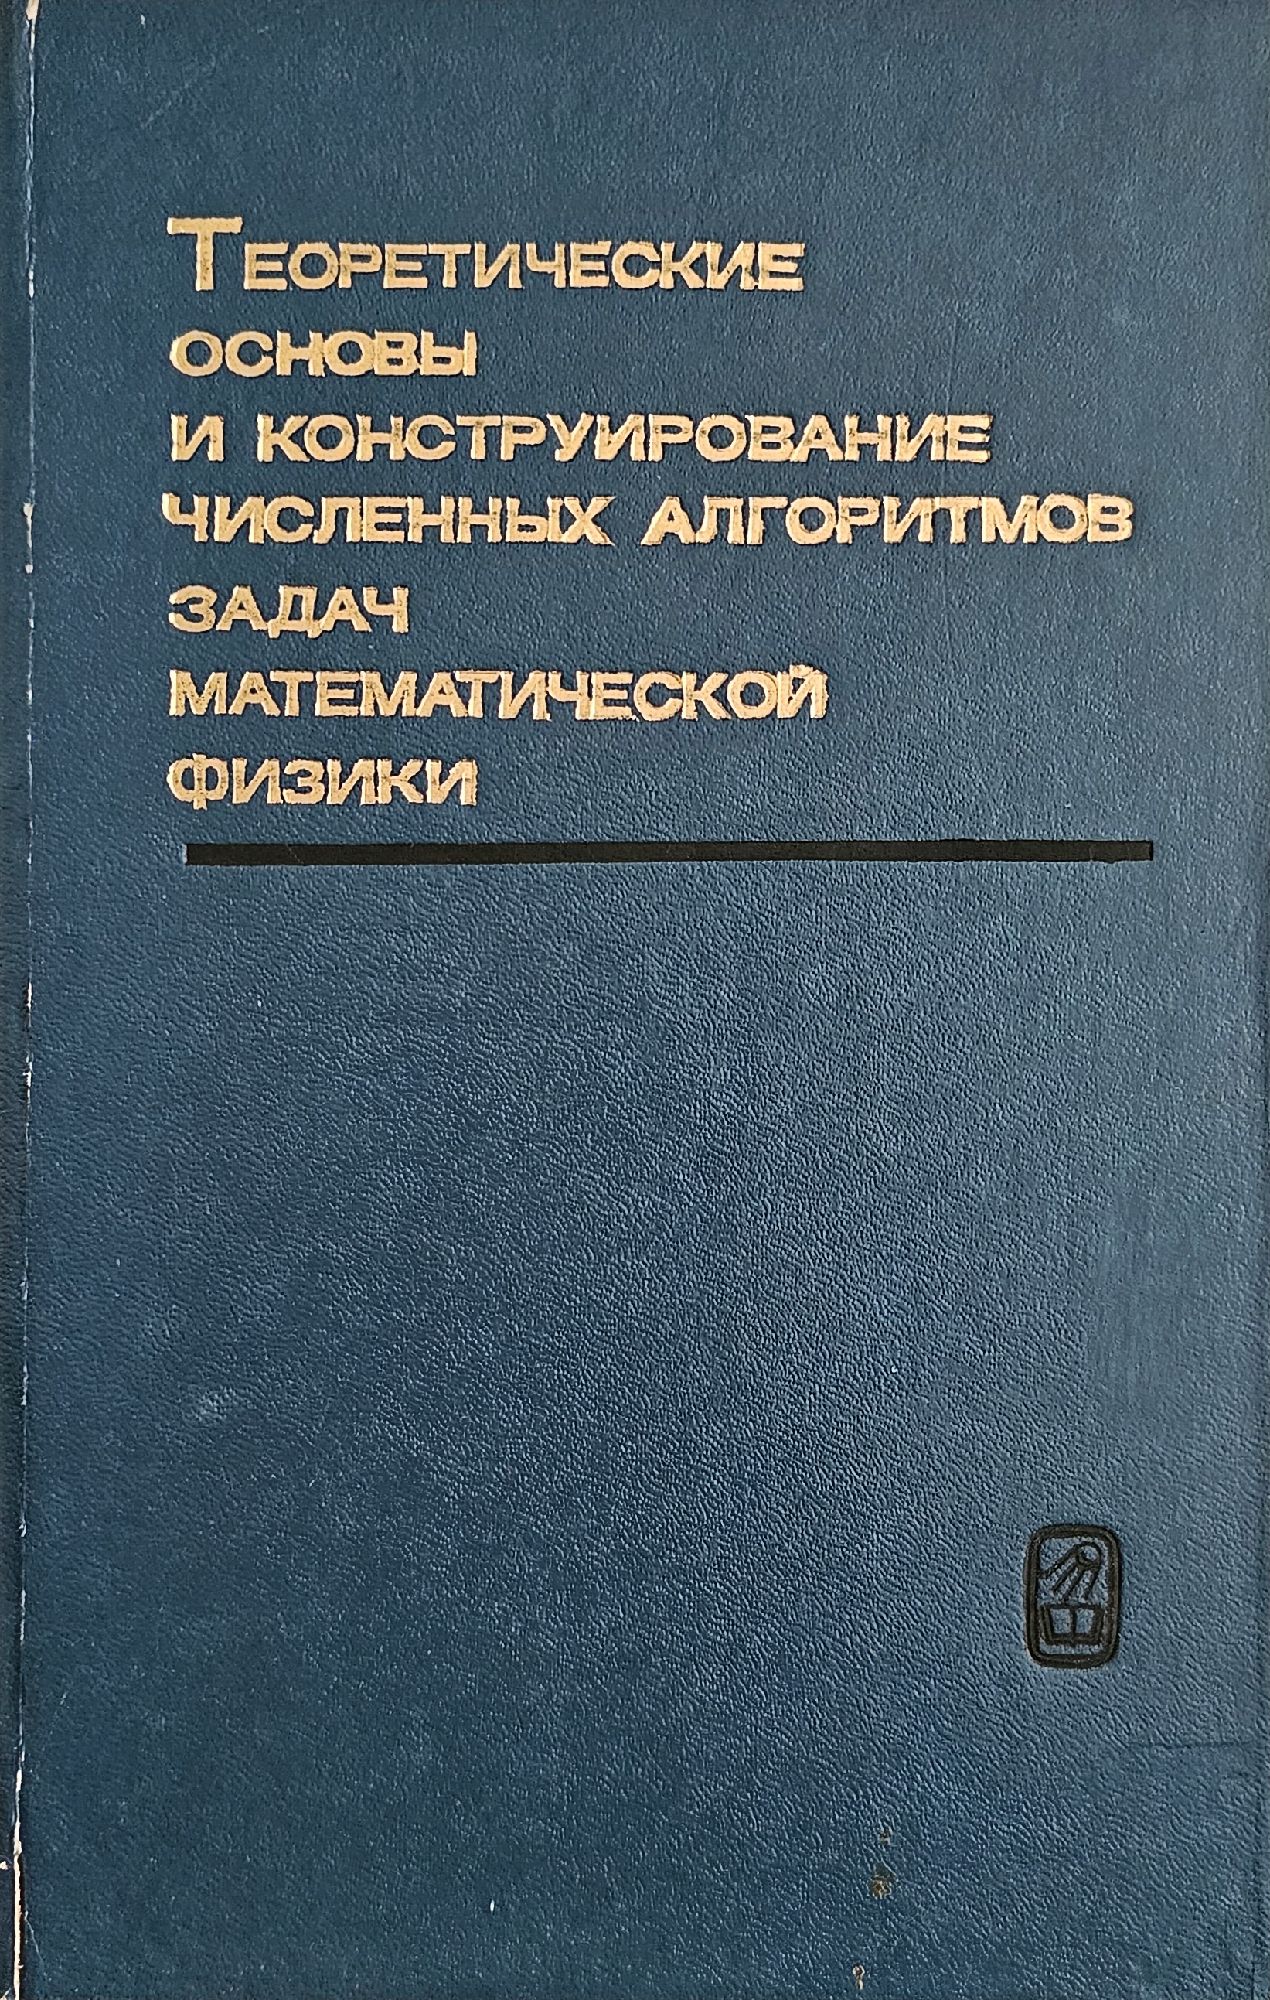 Теоретические
основы
и конструирование
численных алгоритмов
задач
математической
физики